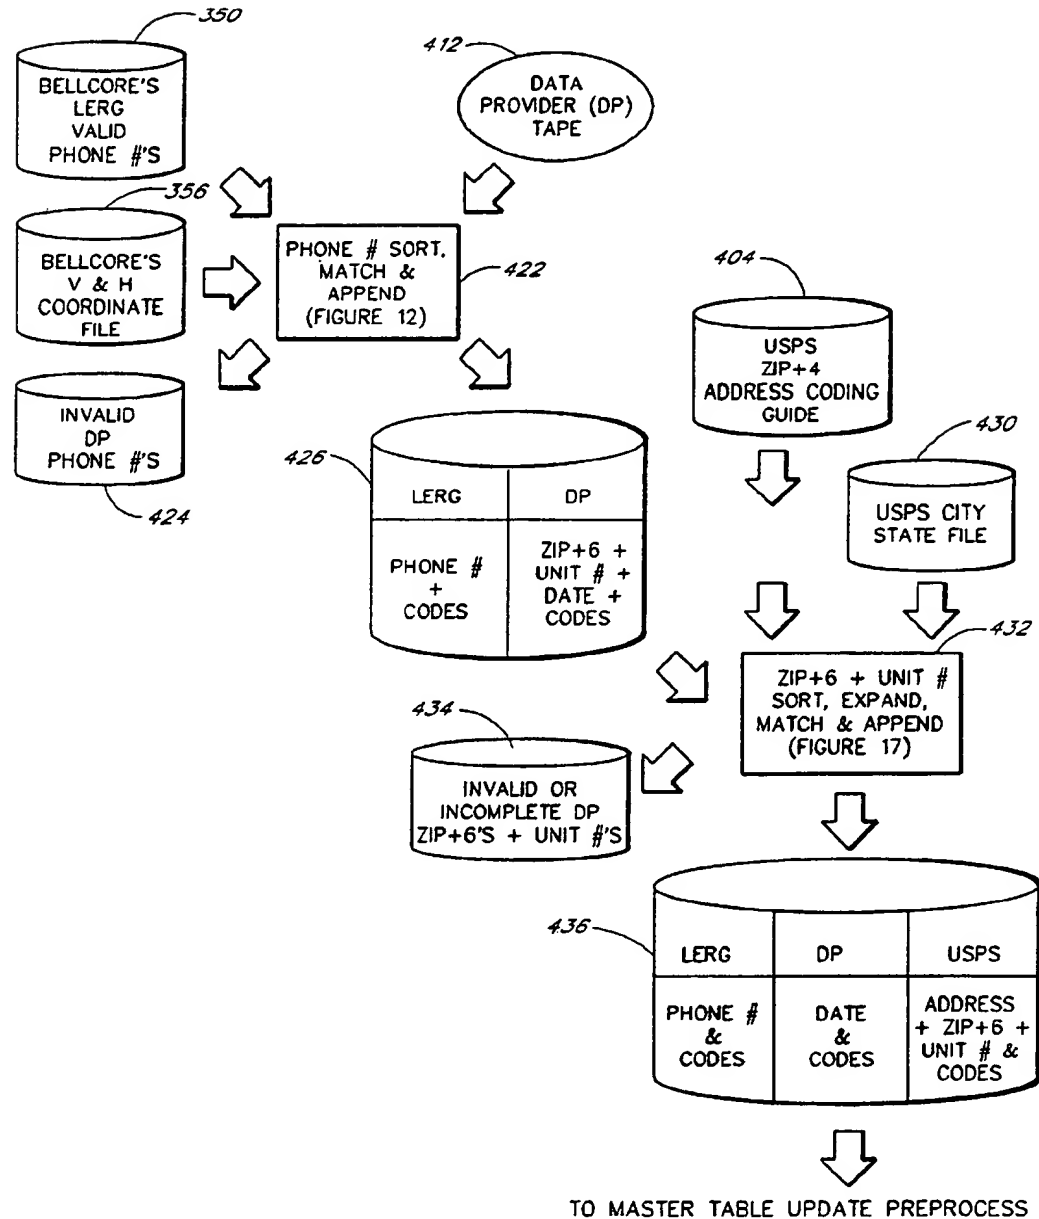 350
BELLCORE'S
LERG
VALID
PHONE #'S
412
DATA
PROVIDER (DP)
TAPE
356
BELLCORE'S
V & H
COORDINATE
FILE
PHONE # SORT,
MATCH &
APPEND
(FIGURE 12)
422
404
USPS
ZIP+4
ADDRESS CODING
GUIDE
INVALID
DP
PHONE #'S
424
426
LERG
DP
PHONE #
+
CODES
ZIP+6 +
UNIT # +
DATE +
CODES
430
USPS CITY
STATE FILE
432
ZIP+6 + UNIT #
SORT, EXPAND,
MATCH & APPEND
(FIGURE 17)
434
INVALID OR
INCOMPLETE DP
ZIP+6'S + UNIT #'S
436
LERG
DP
USPS
PHONE #
&
CODES
DATE
&
CODES
ADDRESS
+ ZIP+6 +
UNIT # &
CODES
TO MASTER TABLE UPDATE PREPROCESS